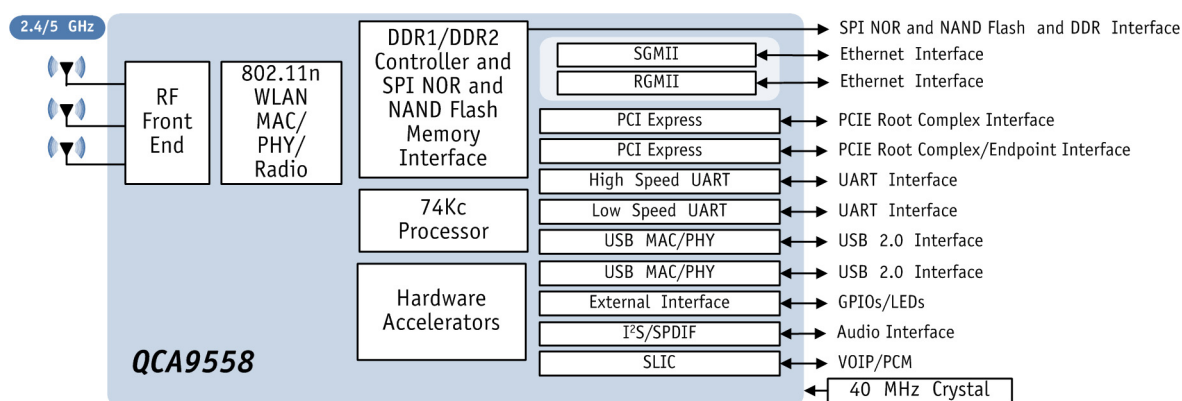 2.4/5 GHz
RF
Front
End
802.11n
WLAN
MAC/
PHY/
Radio
DDR1/DDR2
Controller and
SPI NOR and
NAND Flash
Memory
Interface
74Kc
Processor
Hardware
Accelerators
QCA9558
SPI NOR and NAND Flash and DDR Interface
SGMII Ethernet Interface
RGMII Ethernet Interface
PCI Express PCIE Root Complex Interface
PCI Express PCIE Root Complex/Endpoint Interface
High Speed UART UART Interface
Low Speed UART UART Interface
USB MAC/PHY USB 2.0 Interface
USB MAC/PHY USB 2.0 Interface
External Interface GPIOs/LEDs
I²S/SPDIF Audio Interface
SLIC VOIP/PCM
40 MHz Crystal